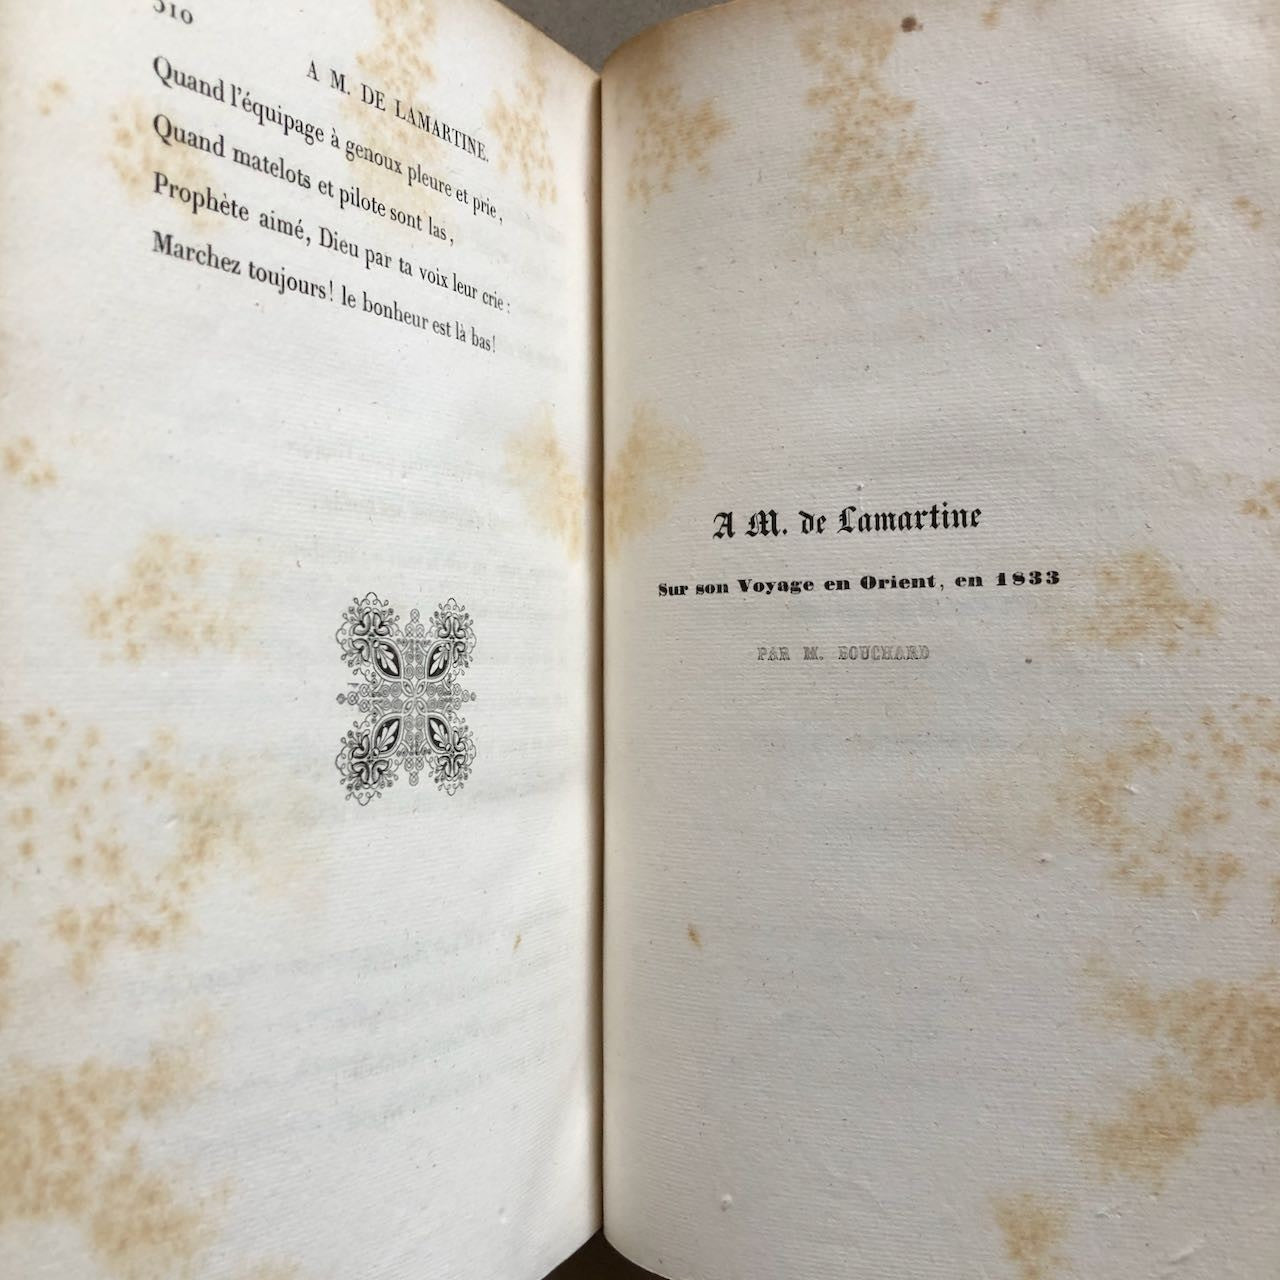 310
A M. DE LAMARTINE.
Quand l'équipage à genoux pleure et prie,
Quand matelots et pilote sont las,
Prophète aimé, Dieu par ta voix leur crie:
Marchez toujours! le bonheur est là bas!
A M. de Lamartine
Sur son Voyage en Orient, en 1833
PAR M. BOUCHARD